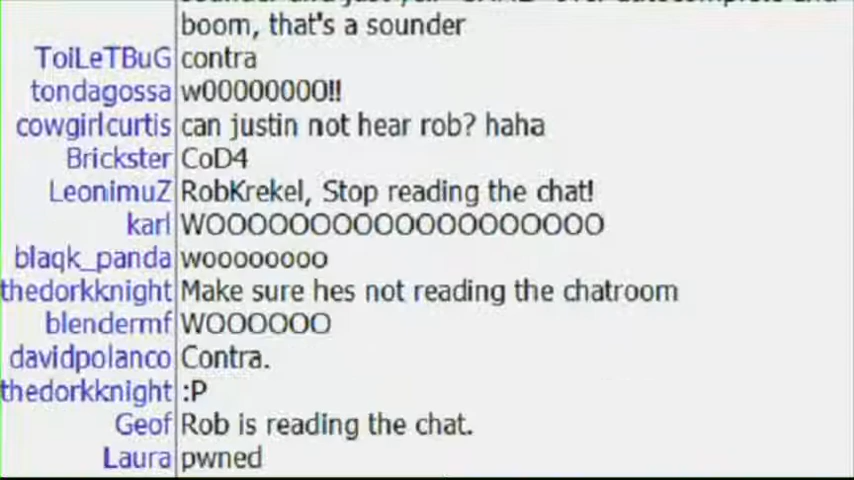 boom, that's a sounder
ToiLeTBuG contra
tondagossa w00000000!!
cowgirlcurtis can justin not hear rob? haha
Brickster CoD4
LeonimuZ RobKrekel, Stop reading the chat!
karl WOOOOOOOOOOOOOOOOOOOO
blaqk_panda woooooooo
thedorkknight Make sure hes not reading the chatroom
blendermf WOOOOOO
davidpolanco Contra.
thedorkknight :P
Geof Rob is reading the chat.
Laura pwned